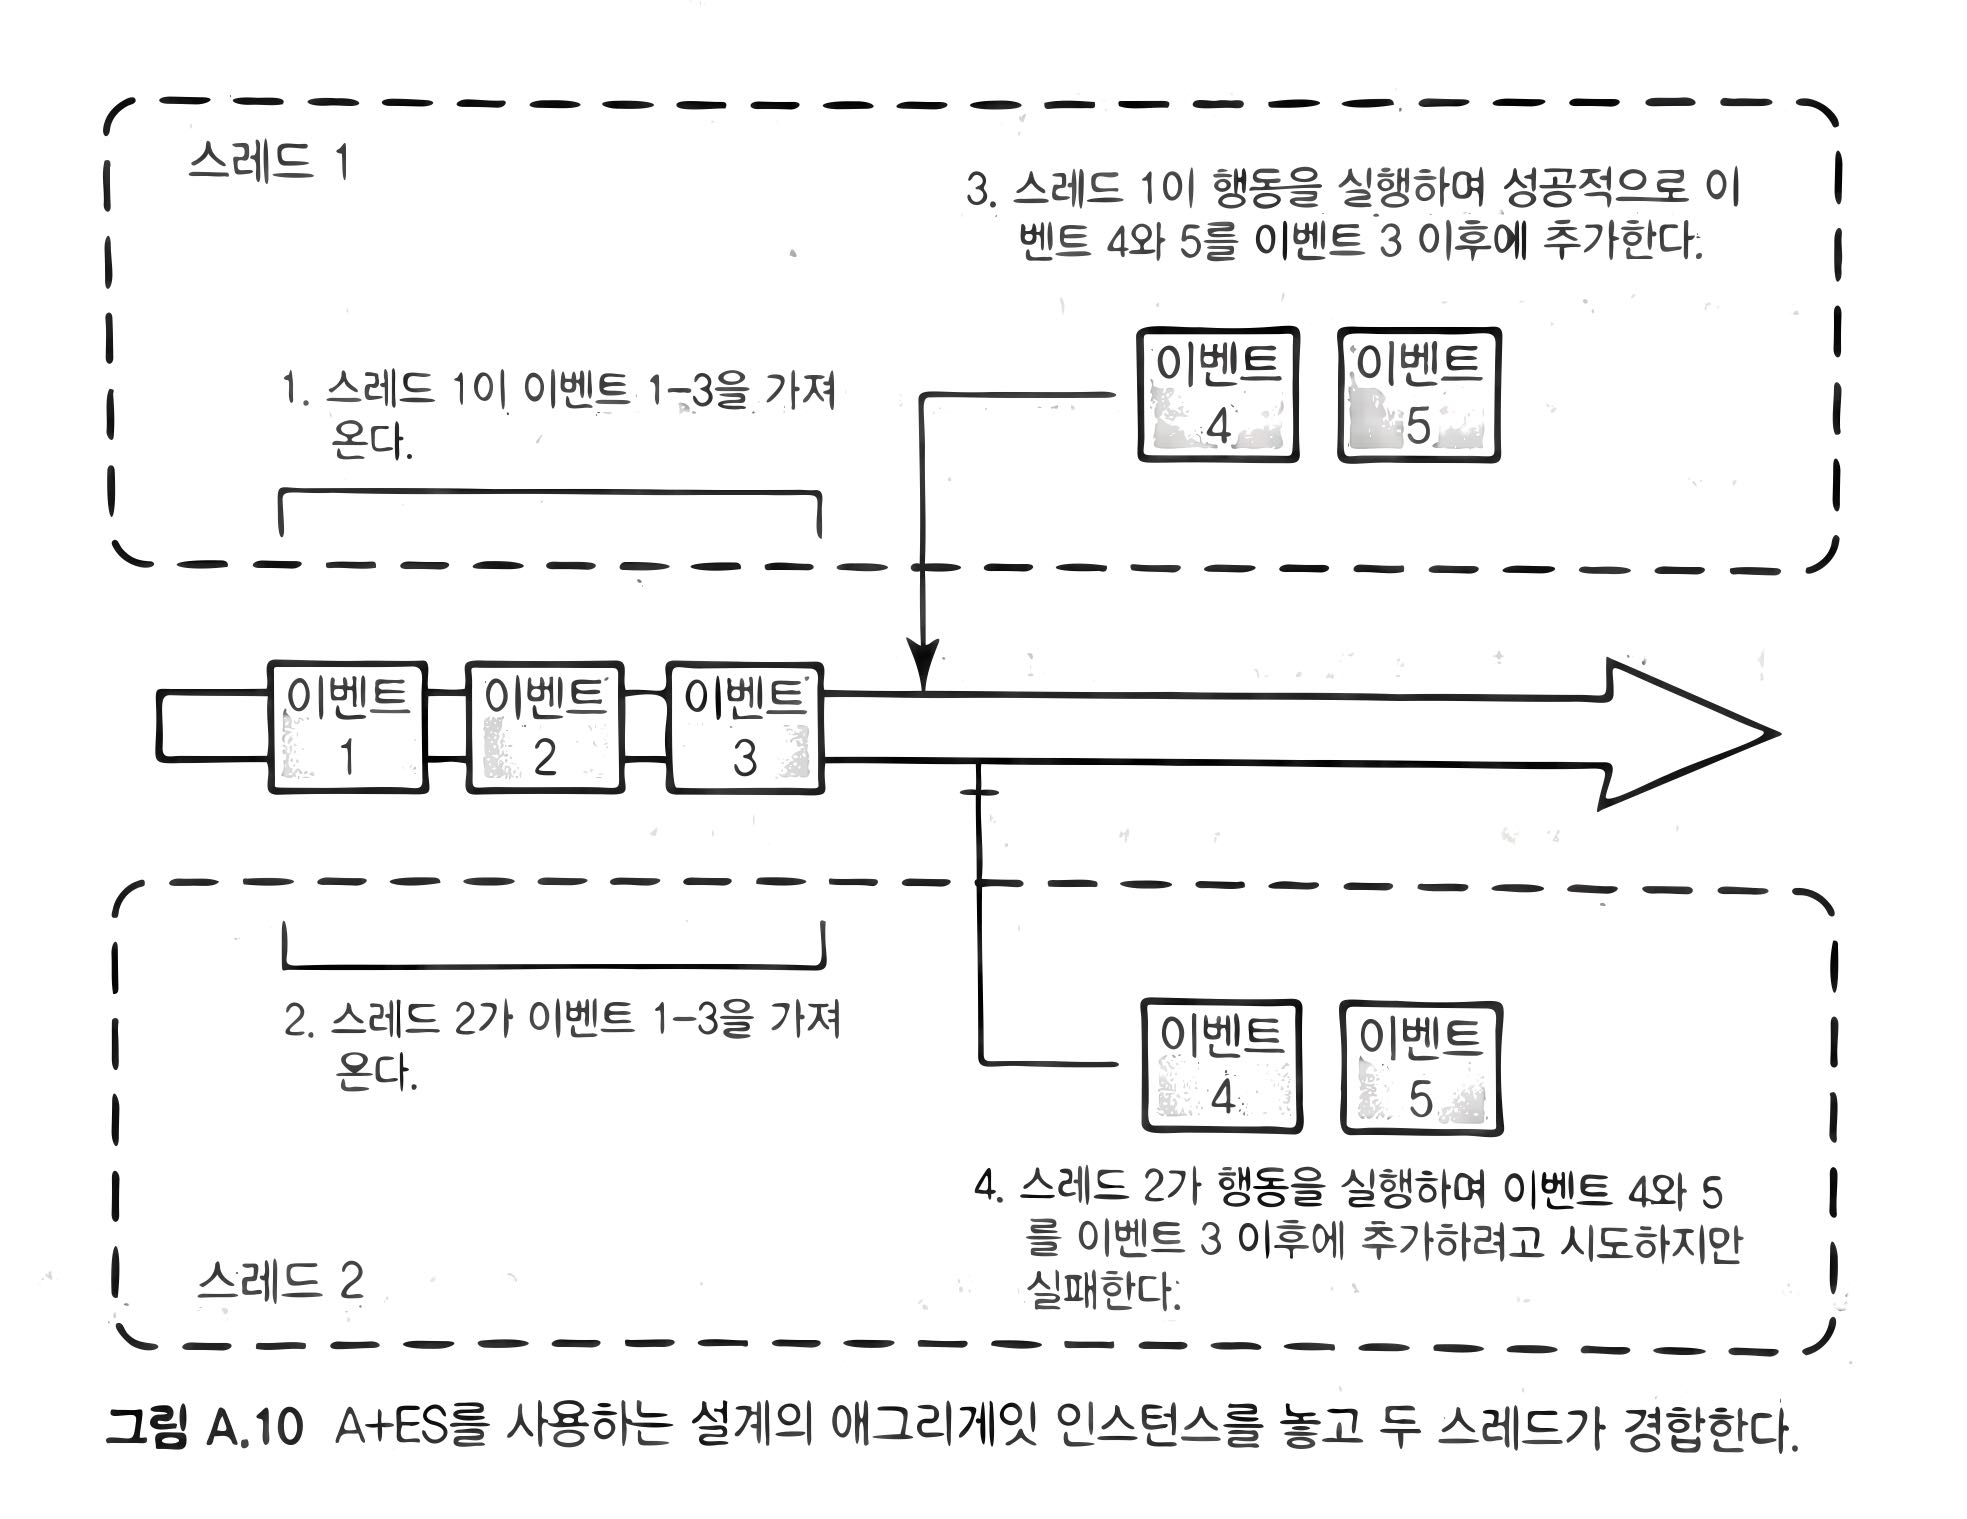 스레드 1
3. 스레드 1이 행동을 실행하며 성공적으로 이
벤트 4와 5를 이벤트 3 이후에 추가한다.
1. 스레드 1이 이벤트 1-3을 가져
온다.
이벤트
4
이벤트
5
이벤트
1
이벤트
2
이벤트
3
2. 스레드 2가 이벤트 1-3을 가져
온다.
이벤트
4
이벤트
5
4. 스레드 2가 행동을 실행하며 이벤트 4와 5
를 이벤트 3 이후에 추가하려고 시도하지만
실패한다.
스레드 2
그림 A.10 A+ES를 사용하는 설계의 애그리게잇 인스턴스를 놓고 두 스레드가 경합한다.